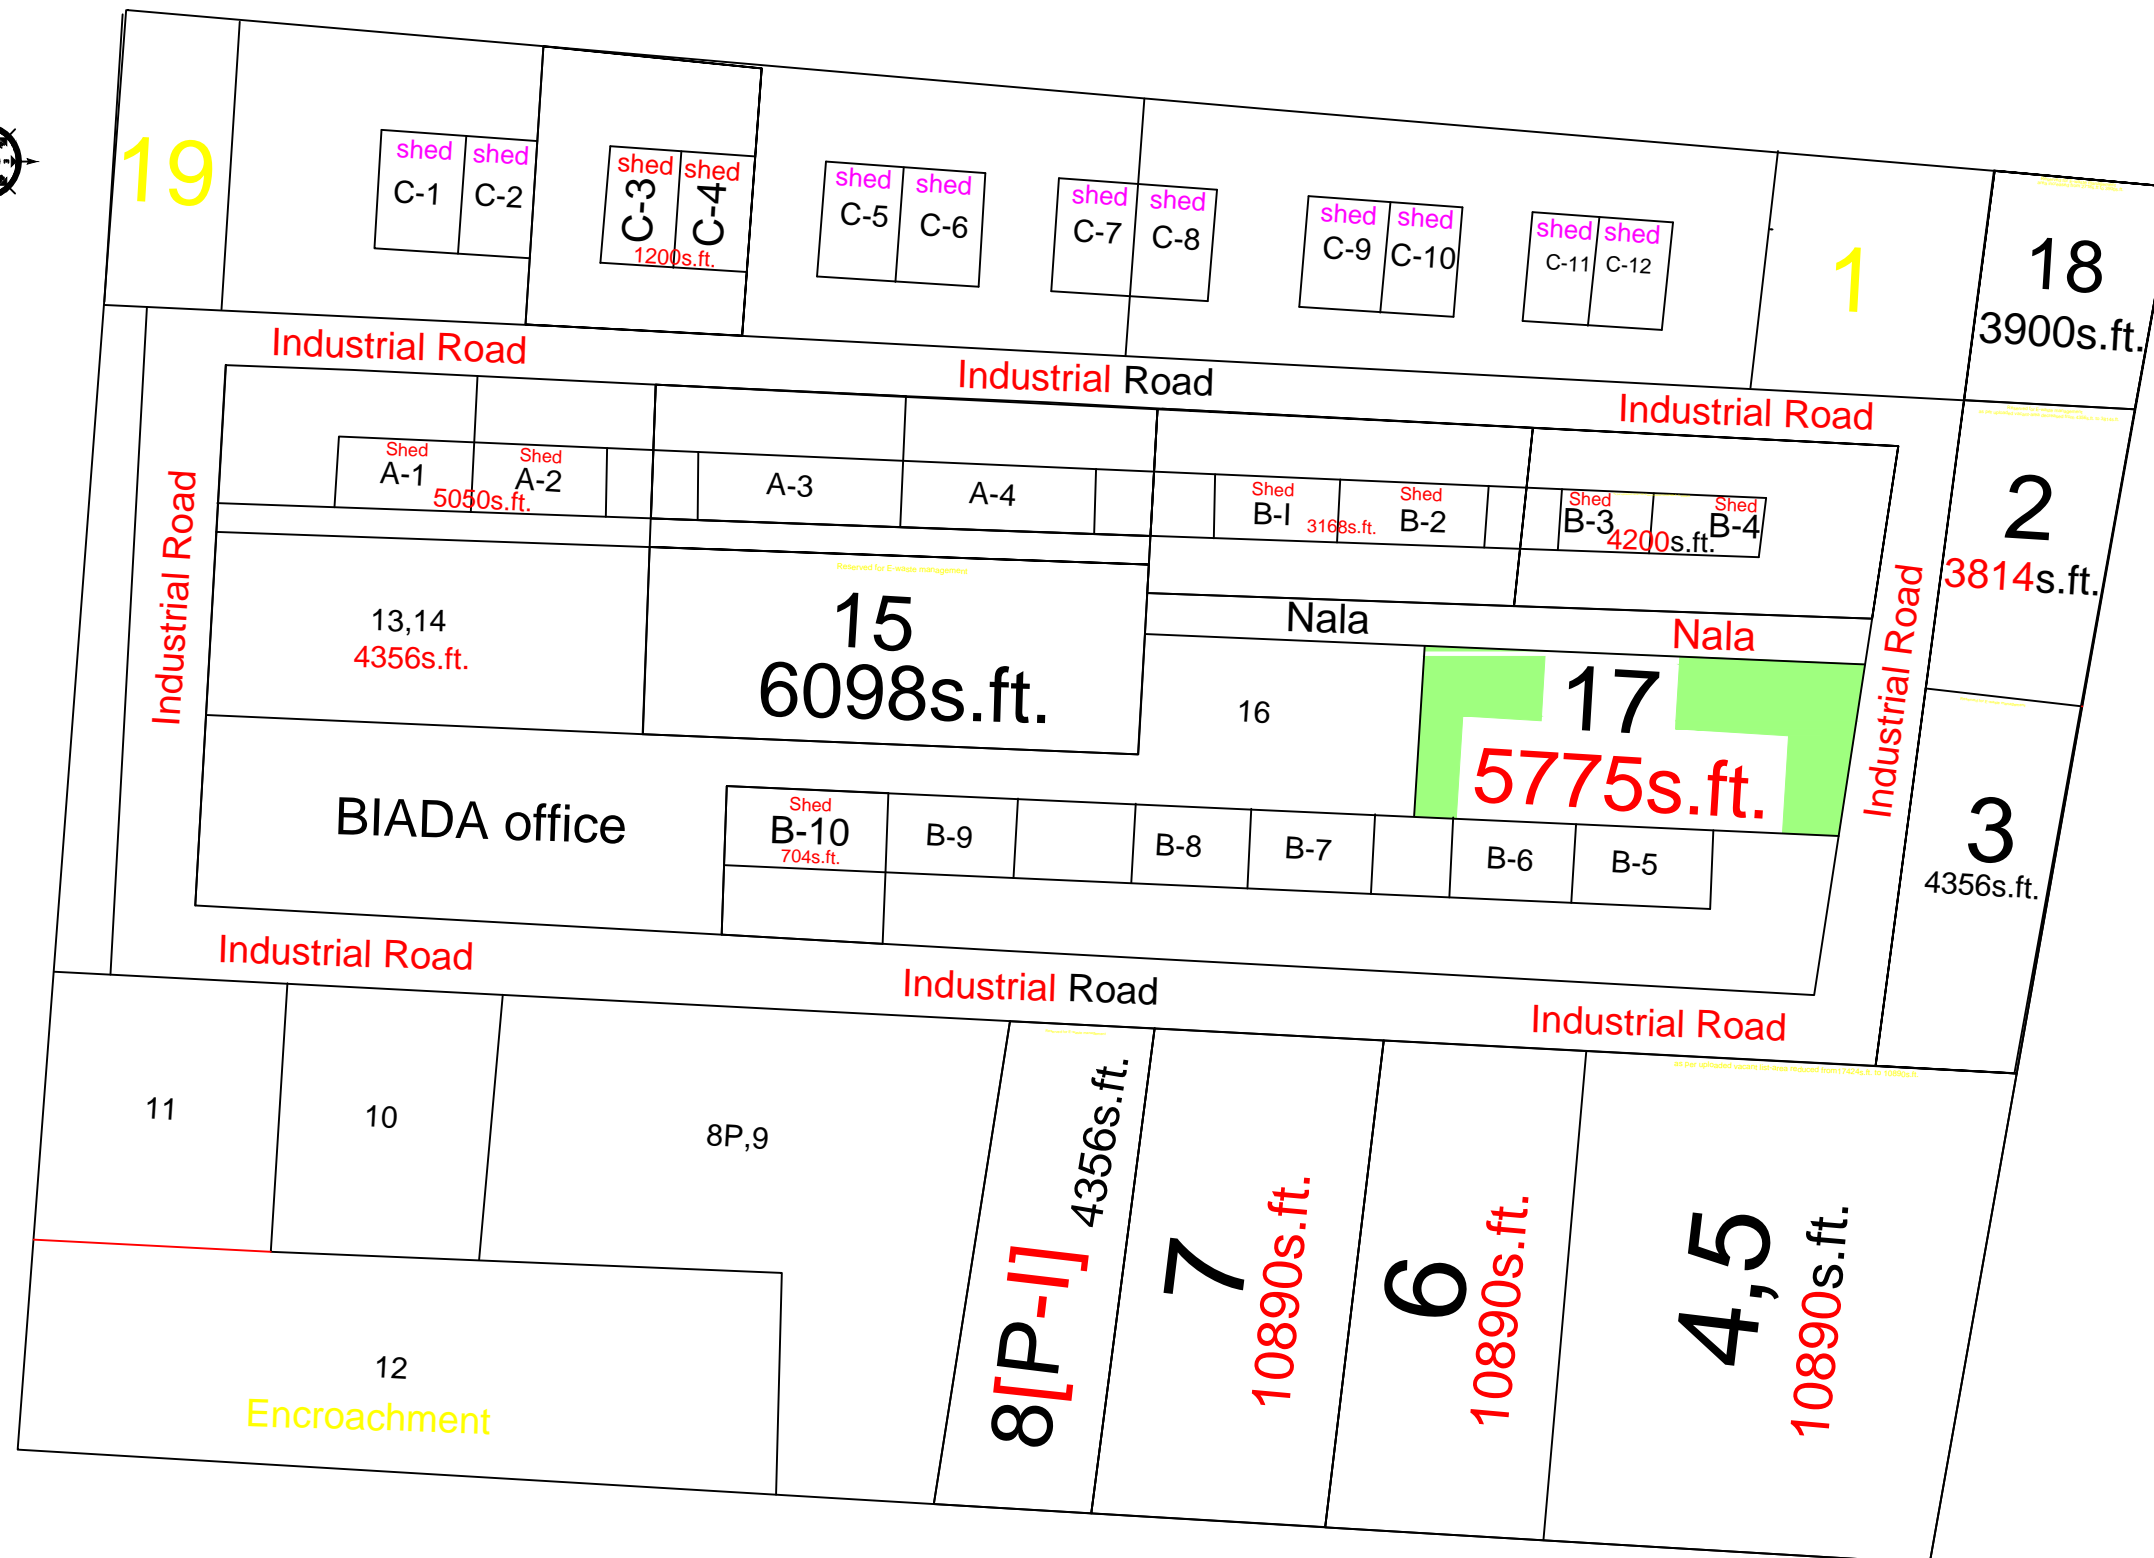 19
shed
C-1
shed
C-2
shed
C-3
shed
C-4
1200s.ft.
shed
C-5
shed
C-6
shed
C-7
shed
C-8
shed
C-9
shed
C-10
shed
C-11
shed
C-12
1
18
3900s.ft.
Industrial Road
Industrial Road
Industrial Road
Industrial Road
Shed
A-1
Shed
A-2
5050s.ft.
A-3
A-4
Shed
B-I
3168s.ft.
Shed
B-2
Shed
B-3
Shed
B-4
4200s.ft.
2
3814s.ft.
13,14
4356s.ft.
Reserved for E-waste management
15
6098s.ft.
Nala
Nala
16
17
5775s.ft.
Industrial Road
3
4356s.ft.
BIADA office
Shed
B-10
704s.ft.
B-9
B-8
B-7
B-6
B-5
Industrial Road
Industrial Road
Industrial Road
11
10
8P,9
8[P-I]
4356s.ft.
7
10890s.ft.
6
10890s.ft.
4,5
10890s.ft.
12
Encroachment